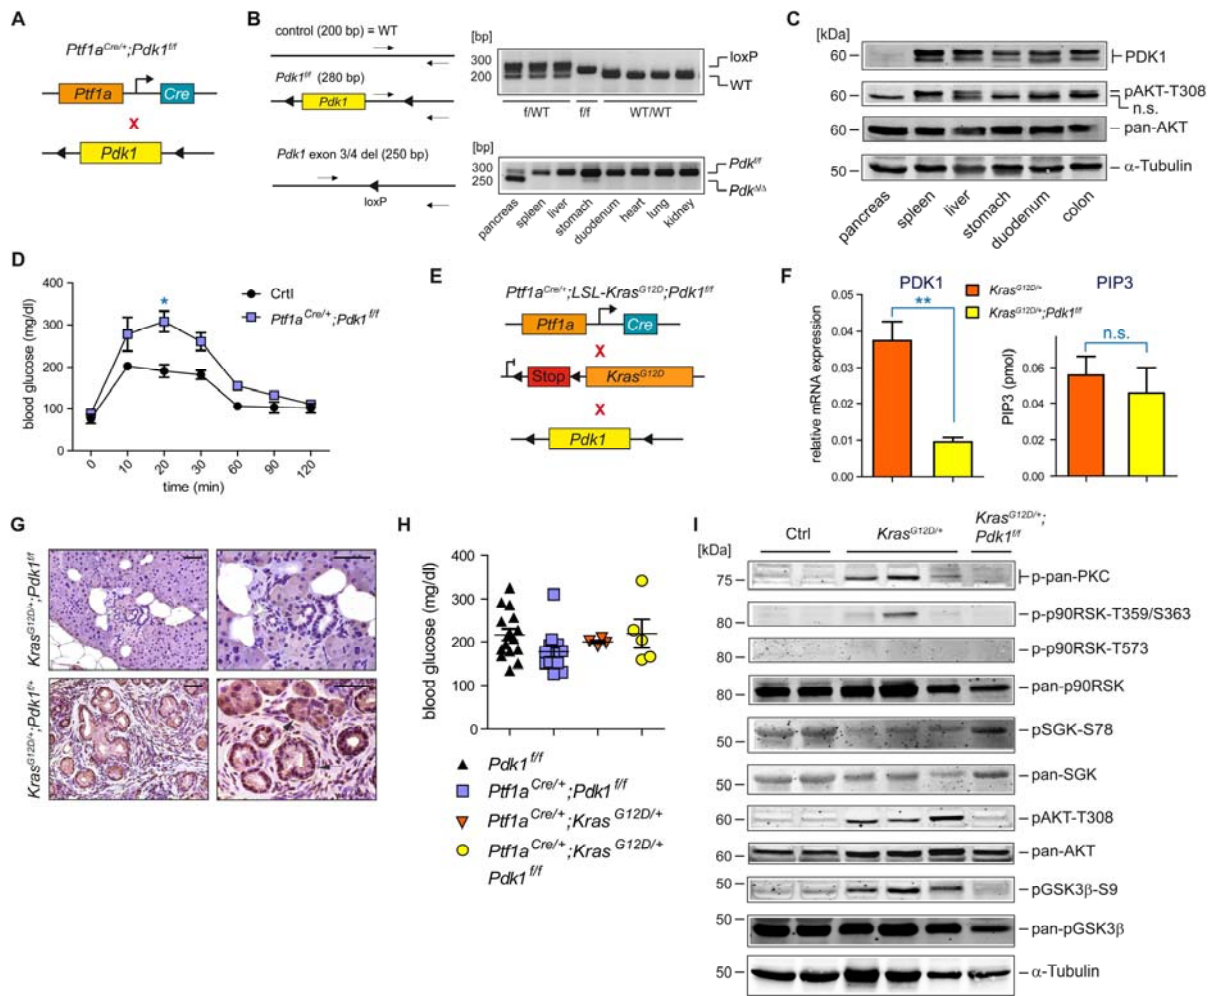 A
Ptf1a^Cre/+;Pdk1^f/f
Ptf1a
Cre
X
Pdk1
B
control (200 bp) = WT
Pdk1^f/f (280 bp)
Pdk1
Pdk1 exon 3/4 del (250 bp)
loxP
[bp]
300
200
loxP
WT
f/WT
f/f
WT/WT
[bp]
300
250
Pdk^f/f
Pdk^Δ/Δ
pancreas
spleen
liver
stomach
duodenum
heart
lung
kidney
C
[kDa]
60
PDK1
60
pAKT-T308
n.s.
60
pan-AKT
50
α-Tubulin
pancreas
spleen
liver
stomach
duodenum
colon
D
blood glucose (mg/dl)
400
300
200
100
0
*
0
10
20
30
60
90
120
time (min)
Crtl
Ptf1a^Cre/+;Pdk1^f/f
E
Ptf1a^Cre/+;LSL-Kras^G12D;Pdk1^f/f
Ptf1a
Cre
X
Stop
Kras^G12D
X
Pdk1
F
PDK1
relative mRNA expression
0.05
0.04
0.03
0.02
0.01
0.00
**
Kras^G12D/+
Kras^G12D/+;Pdk1^f/f
PIP3
PIP3 (pmol)
0.06
0.04
0.02
0.00
n.s.
G
Kras^G12D/+;Pdk1^f/f
Kras^G12D/+;Pdk1^f/+
H
blood glucose (mg/dl)
400
300
200
100
0
Pdk1^f/f
Ptf1a^Cre/+;Pdk1^f/f
Ptf1a^Cre/+;Kras^G12D/+
Ptf1a^Cre/+;Kras^G12D/+
Pdk1^f/f
I
[kDa]
Ctrl
Kras^G12D/+
Kras^G12D/+;
Pdk1^f/f
75
p-pan-PKC
80
p-p90RSK-T359/S363
80
p-p90RSK-T573
80
pan-p90RSK
50
pSGK-S78
50
pan-SGK
60
pAKT-T308
60
pan-AKT
50
pGSK3β-S9
50
pan-pGSK3β
50
α-Tubulin